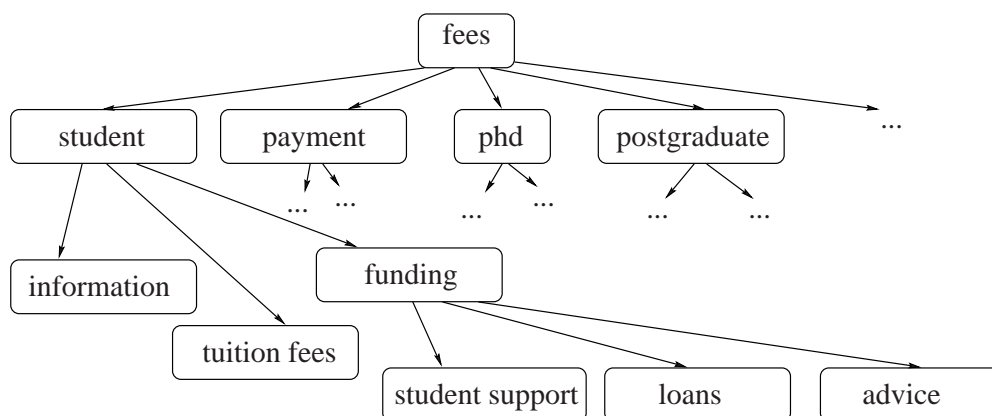 fees
student payment phd postgraduate ...
... ... ... ... ... ...
information funding
tuition fees
student support loans advice